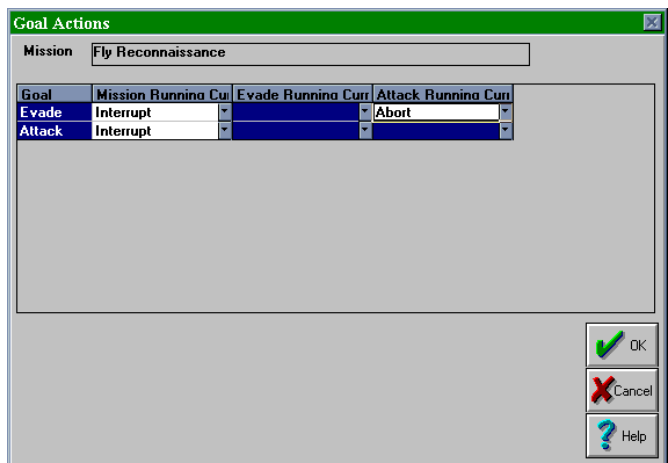 Goal Actions
Mission Fly Reconnaissance
Goal Mission Running Cur Evade Running Curr Attack Running Curr
Evade Interrupt Abort
Attack Interrupt
OK
Cancel
Help